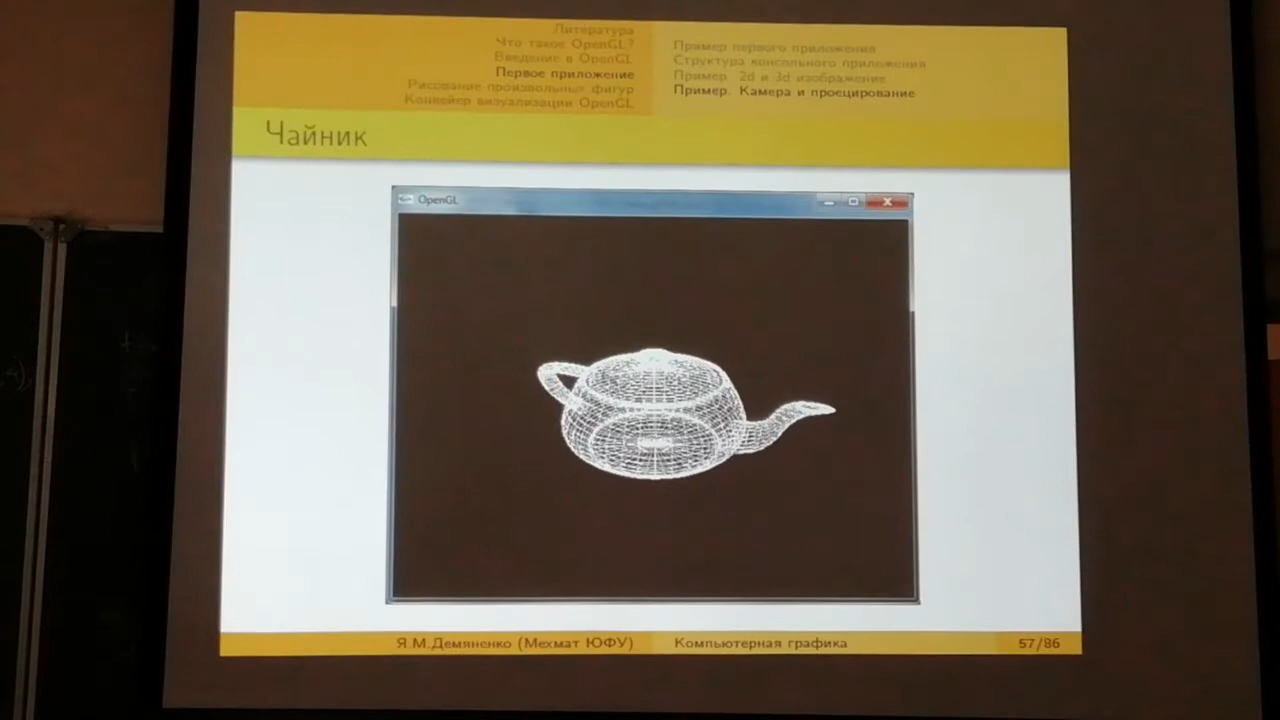 Литература
Что такое OpenGL?
Введение в OpenGL
Первое приложение
Рисование произвольных фигур
Конвейер визуализации OpenGL
Пример первого приложения
Структура консольного приложения
Пример. 2d и 3d изображение
Пример. Камера и проецирование
Чайник
OpenGL
Я.М.Демяненко (Мехмат ЮФУ)
Компьютерная графика
57/86